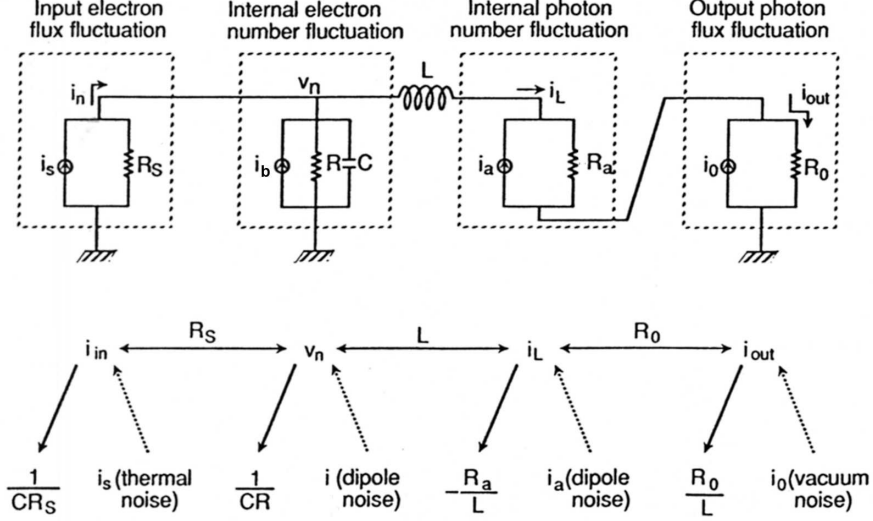 Input electron
flux fluctuation
Internal electron
number fluctuation
Internal photon
number fluctuation
Output photon
flux fluctuation
i_n
v_n
L
i_L
i_out
i_s
R_S
i_b
R
C
i_a
R_a
i_0
R_0
i_in
R_S
v_n
L
i_L
R_0
i_out
1
CR_S
i_s (thermal
noise)
1
CR
i (dipole
noise)
-R_a
L
i_a (dipole
noise)
R_0
L
i_0 (vacuum
noise)